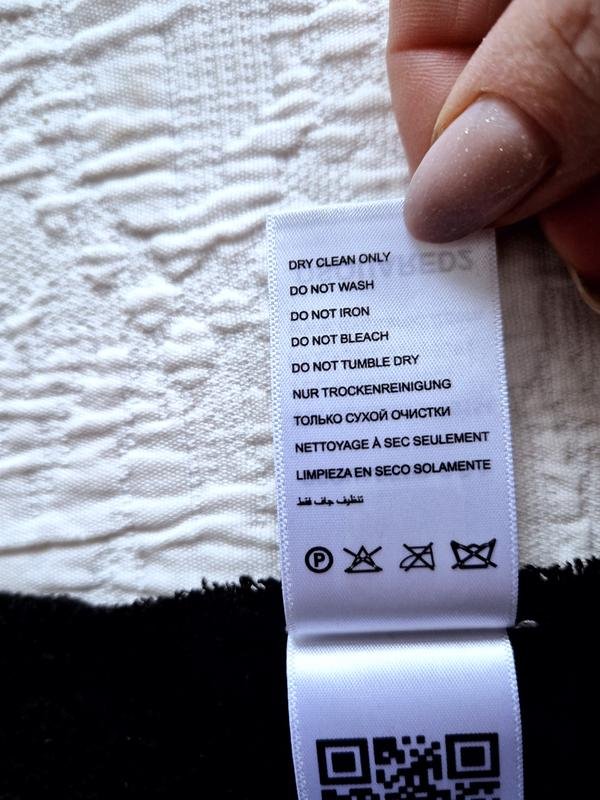 DRY CLEAN ONLY
DO NOT WASH
DO NOT IRON
DO NOT BLEACH
DO NOT TUMBLE DRY
NUR TROCKENREINIGUNG
ТОЛЬКО СУХОЙ ОЧИСТКИ
NETTOYAGE À SEC SEULEMENT
LIMPIEZA EN SECO SOLAMENTE
تنظيف جاف فقط
P